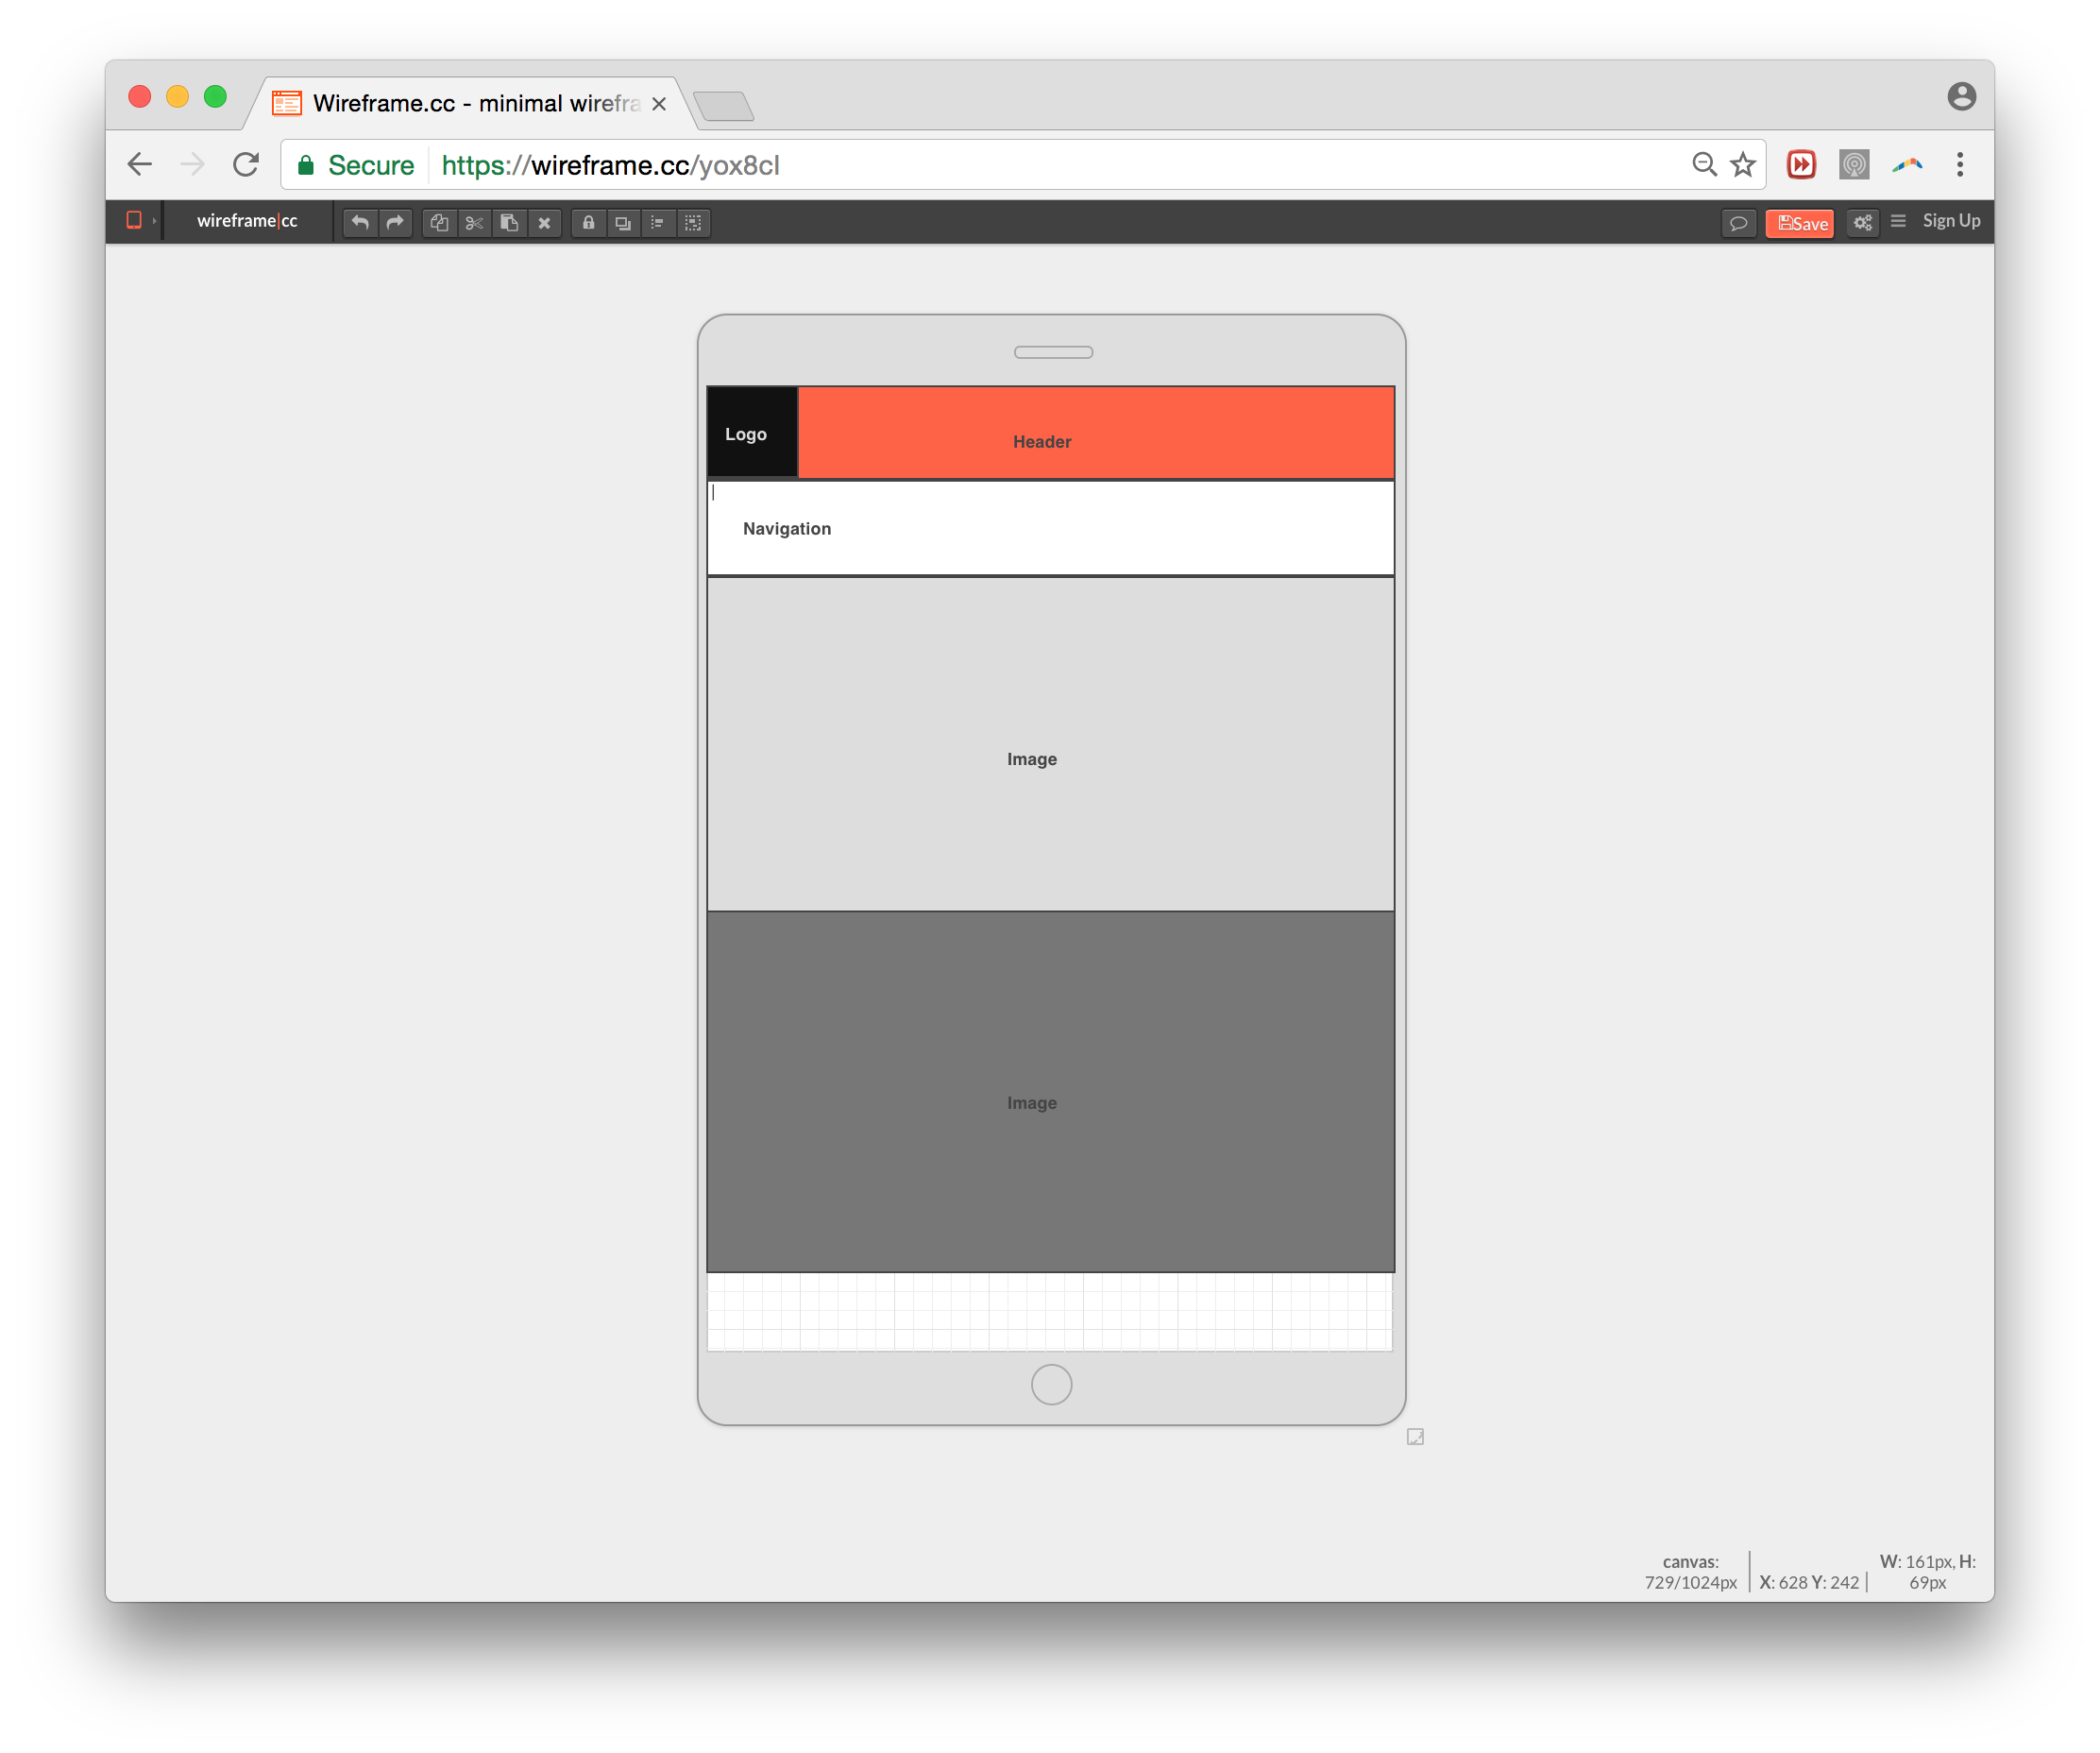 Wireframe.cc - minimal wirefra
Secure https://wireframe.cc/yox8cl
wireframe|cc Save Sign Up
Logo
Header
Navigation
Image
Image
canvas:
729/1024px
X: 628 Y: 242
W: 161px, H:
69px